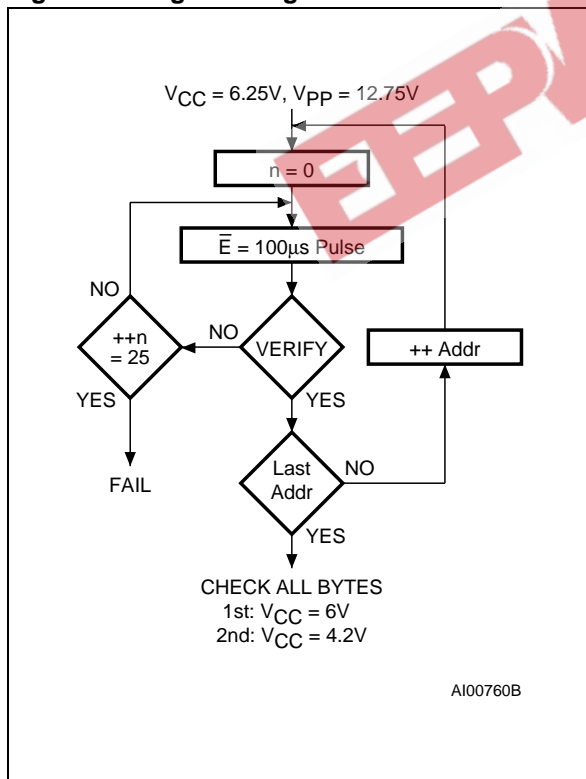 VCC = 6.25V, VPP = 12.75V
n = 0
E̅ = 100μs Pulse
NO
++n
= 25
NO
VERIFY
++ Addr
YES
YES
FAIL
Last
Addr
NO
YES
CHECK ALL BYTES
1st: VCC = 6V
2nd: VCC = 4.2V
AI00760B